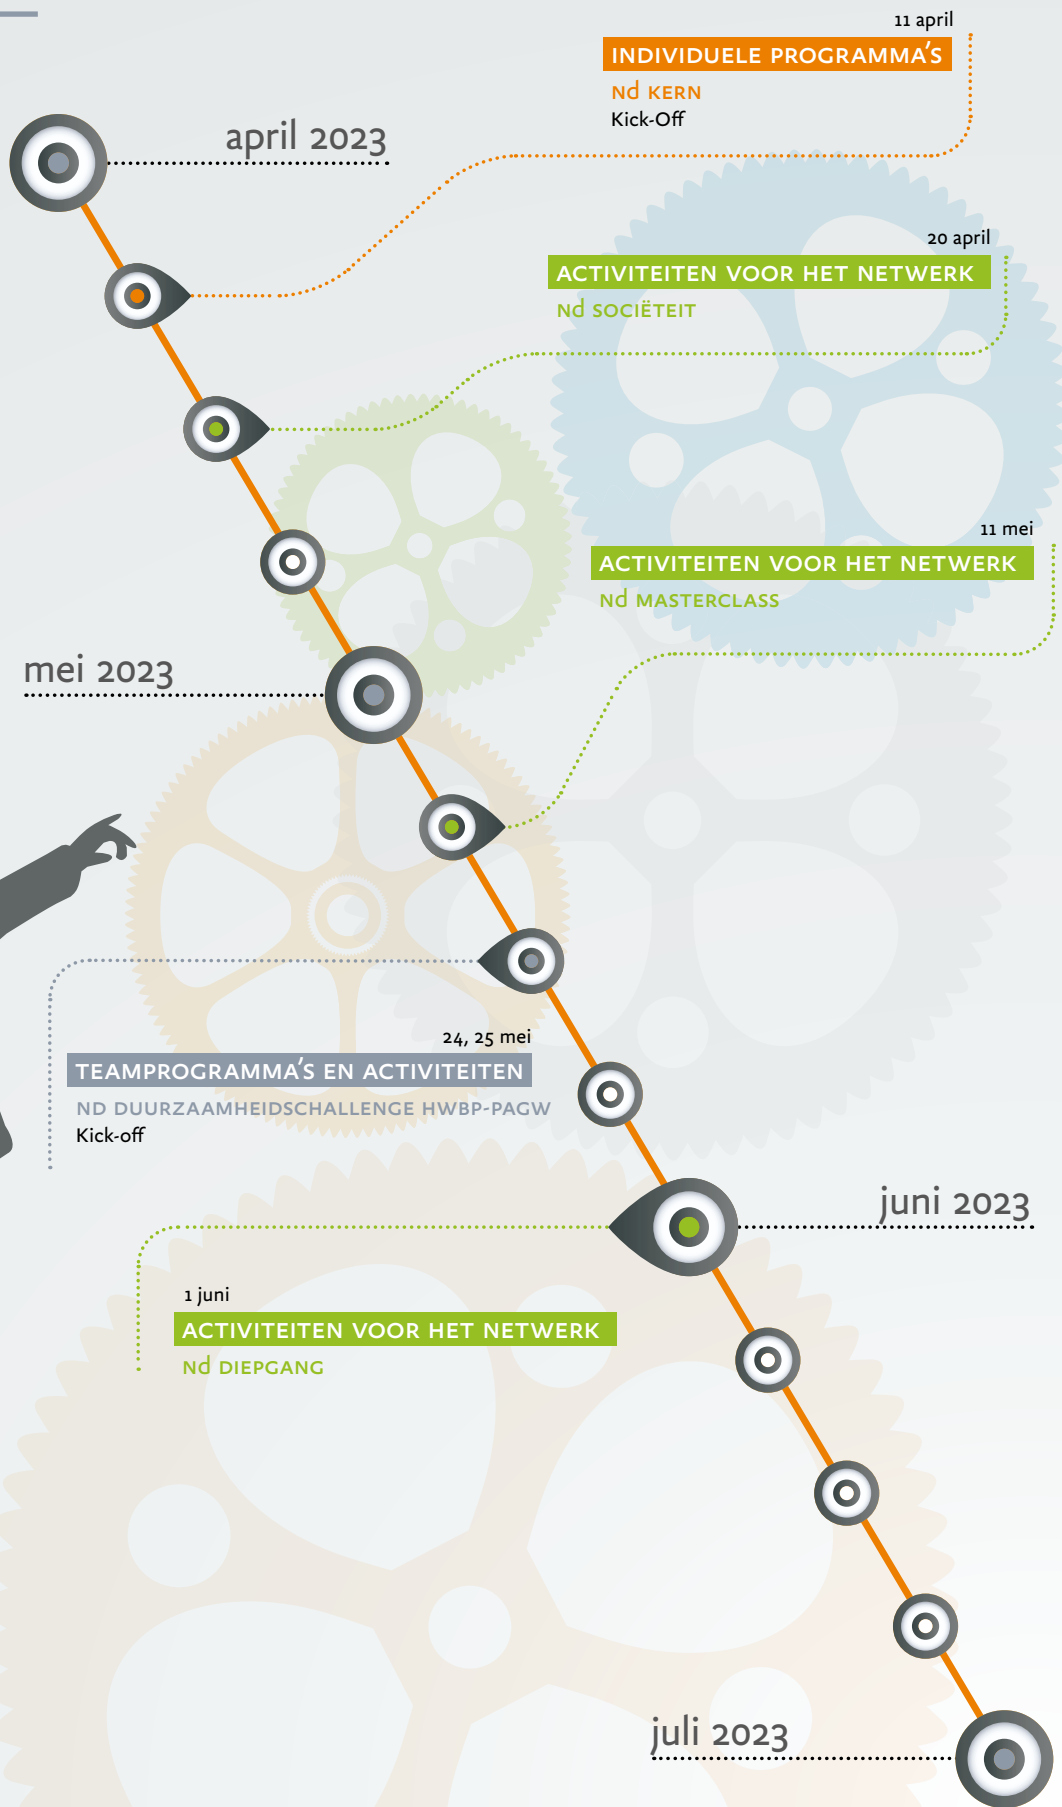 11 april
INDIVIDUELE PROGRAMMA'S
Nd KERN
Kick-Off
april 2023
20 april
ACTIVITEITEN VOOR HET NETWERK
Nd SOCIËTEIT
11 mei
ACTIVITEITEN VOOR HET NETWERK
Nd MASTERCLASS
mei 2023
24, 25 mei
TEAMPROGRAMMA'S EN ACTIVITEITEN
ND DUURZAAMHEIDSCHALLENGE HWBP-PAGW
Kick-off
juni 2023
1 juni
ACTIVITEITEN VOOR HET NETWERK
Nd DIEPGANG
juli 2023